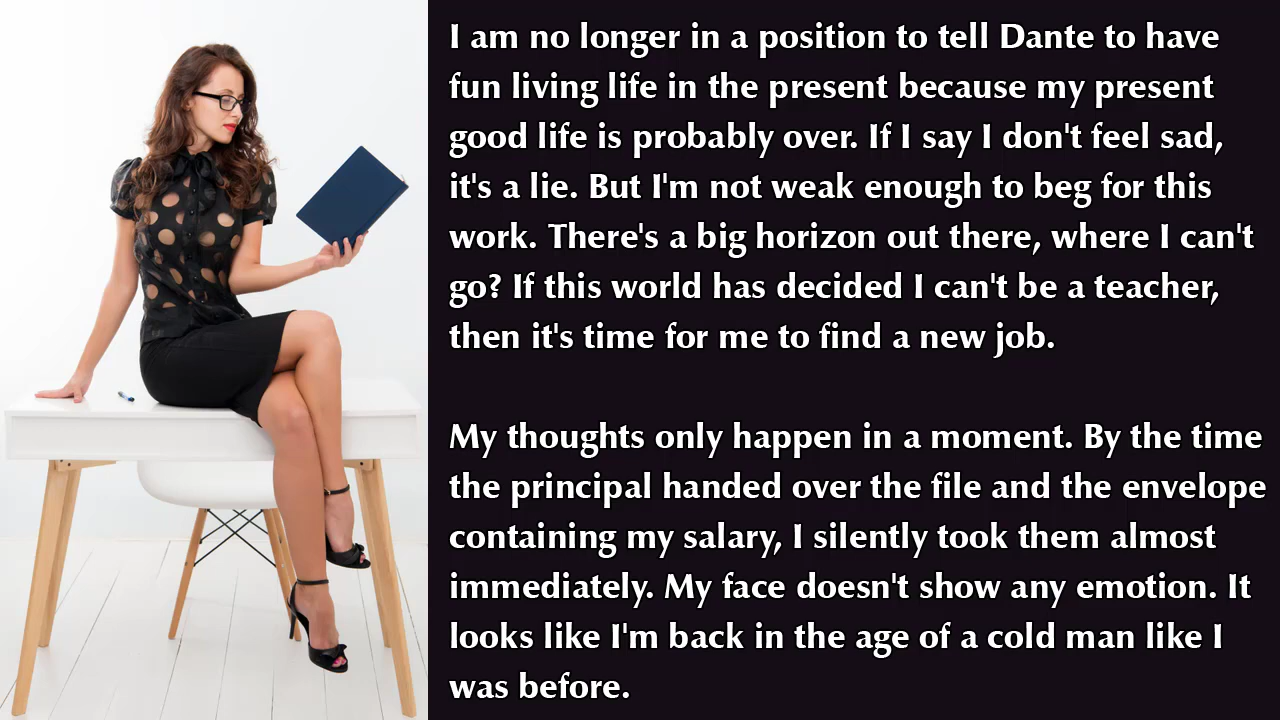 I am no longer in a position to tell Dante to have
fun living life in the present because my present
good life is probably over. If I say I don't feel sad,
it's a lie. But I'm not weak enough to beg for this
work. There's a big horizon out there, where I can't
go? If this world has decided I can't be a teacher,
then it's time for me to find a new job.
My thoughts only happen in a moment. By the time
the principal handed over the file and the envelope
containing my salary, I silently took them almost
immediately. My face doesn't show any emotion. It
looks like I'm back in the age of a cold man like I
was before.